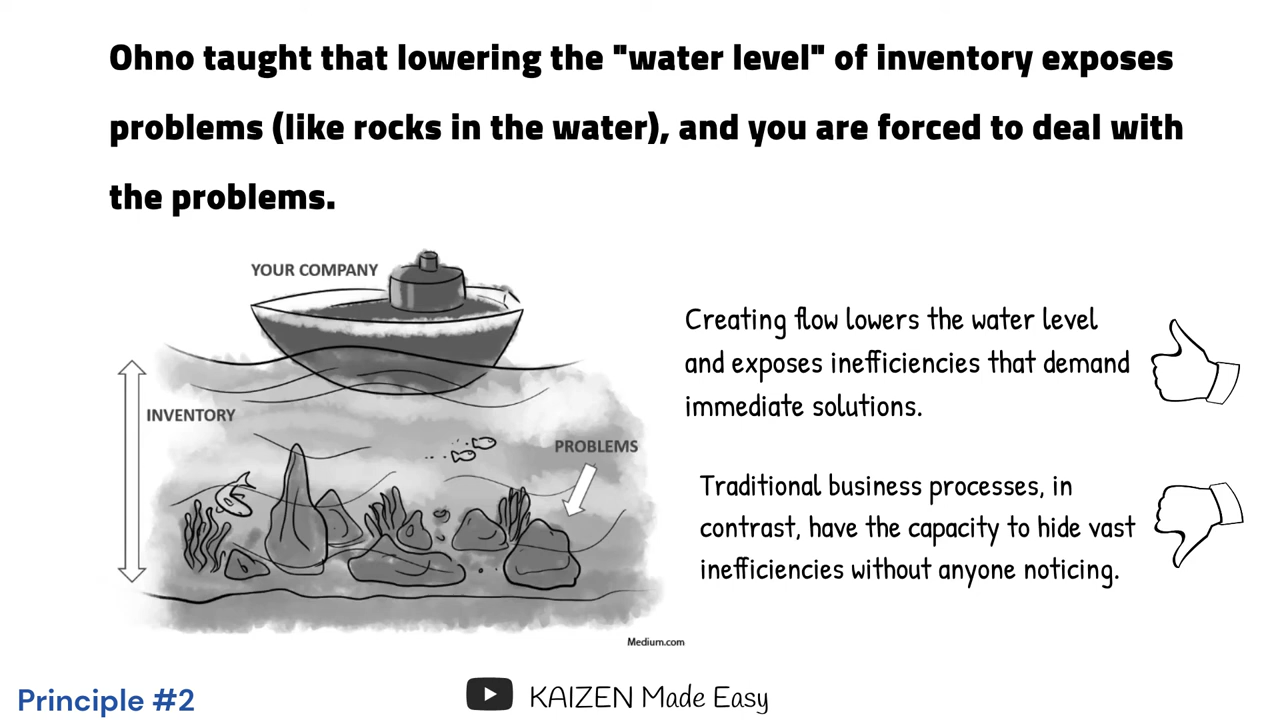 Ohno taught that lowering the "water level" of inventory exposes
problems (like rocks in the water), and you are forced to deal with
the problems.
YOUR COMPANY
INVENTORY
PROBLEMS
Creating flow lowers the water level
and exposes inefficiencies that demand
immediate solutions.
Traditional business processes, in
contrast, have the capacity to hide vast
inefficiencies without anyone noticing.
Medium.com
Principle #2
KAIZEN Made Easy